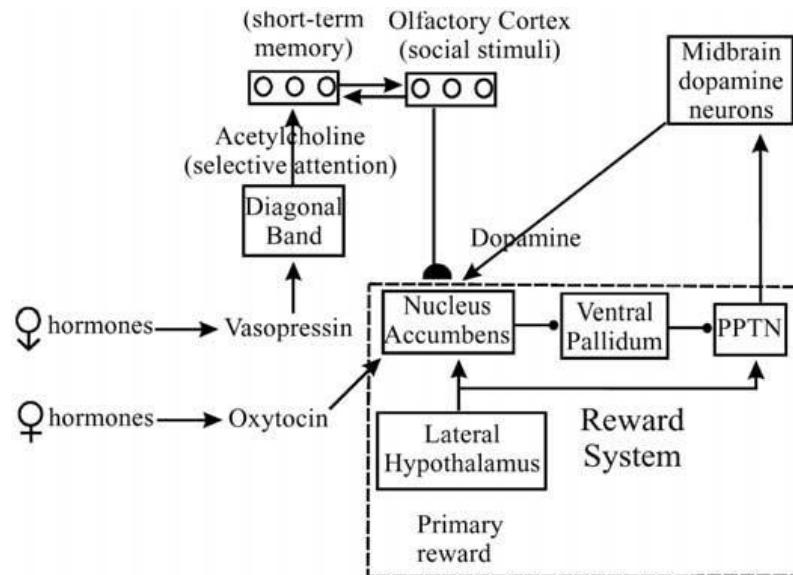 (short-term
memory)
Olfactory Cortex
(social stimuli)
Midbrain
dopamine
neurons
Acetylcholine
(selective attention)
Diagonal
Band
Dopamine
hormones
Vasopressin
Nucleus
Accumbens
Ventral
Pallidum
PPTN
hormones
Oxytocin
Lateral
Hypothalamus
Reward
System
Primary
reward